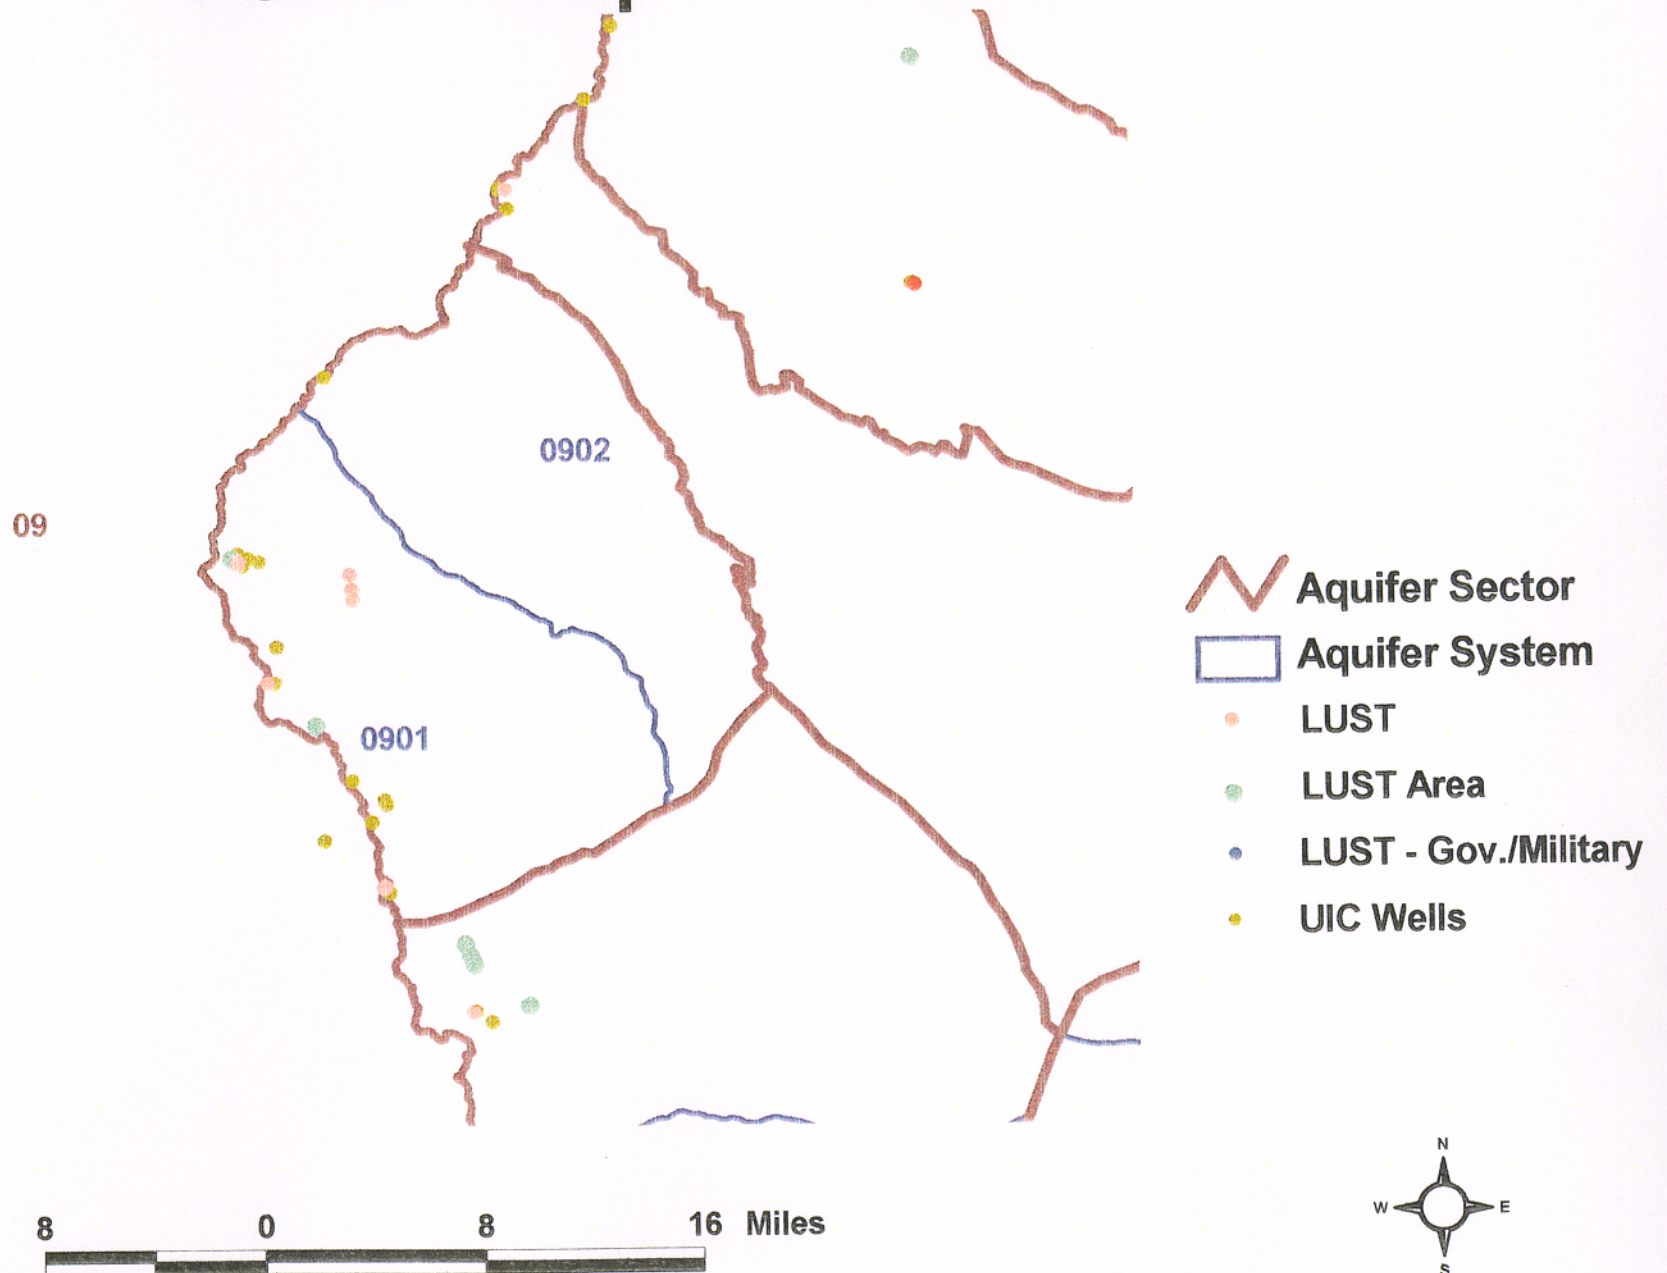 0902
09
0901
Aquifer Sector
Aquifer System
LUST
LUST Area
LUST - Gov./Military
UIC Wells
N
W E
S
8 0 8 16 Miles